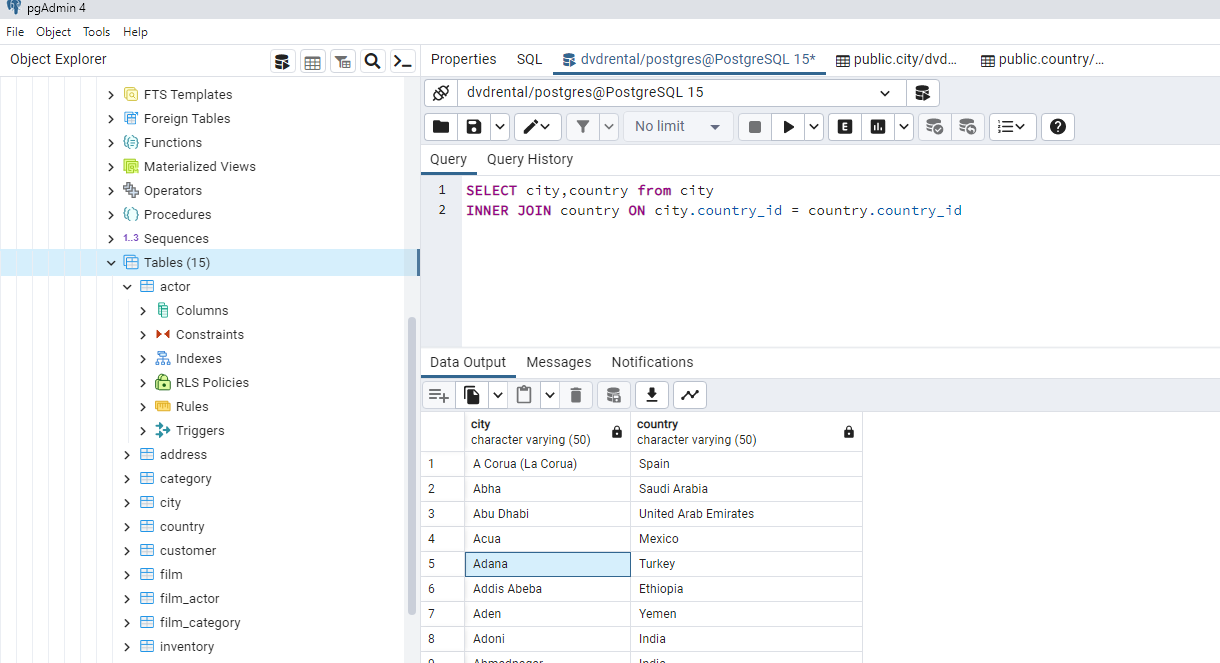 pgAdmin 4
File Object Tools Help
Object Explorer
FTS Templates
Foreign Tables
Functions
Materialized Views
Operators
Procedures
1..3 Sequences
Tables (15)
actor
Columns
Constraints
Indexes
RLS Policies
Rules
Triggers
address
category
city
country
customer
film
film_actor
film_category
inventory
Properties SQL dvdrental/postgres@PostgreSQL 15* public.city/dvd... public.country/...
dvdrental/postgres@PostgreSQL 15
No limit E
Query Query History
1 SELECT city,country from city
2 INNER JOIN country ON city.country_id = country.country_id
Data Output Messages Notifications
city country
character varying (50) character varying (50)
1 A Corua (La Corua) Spain
2 Abha Saudi Arabia
3 Abu Dhabi United Arab Emirates
4 Acua Mexico
5 Adana Turkey
6 Addis Abeba Ethiopia
7 Aden Yemen
8 Adoni India